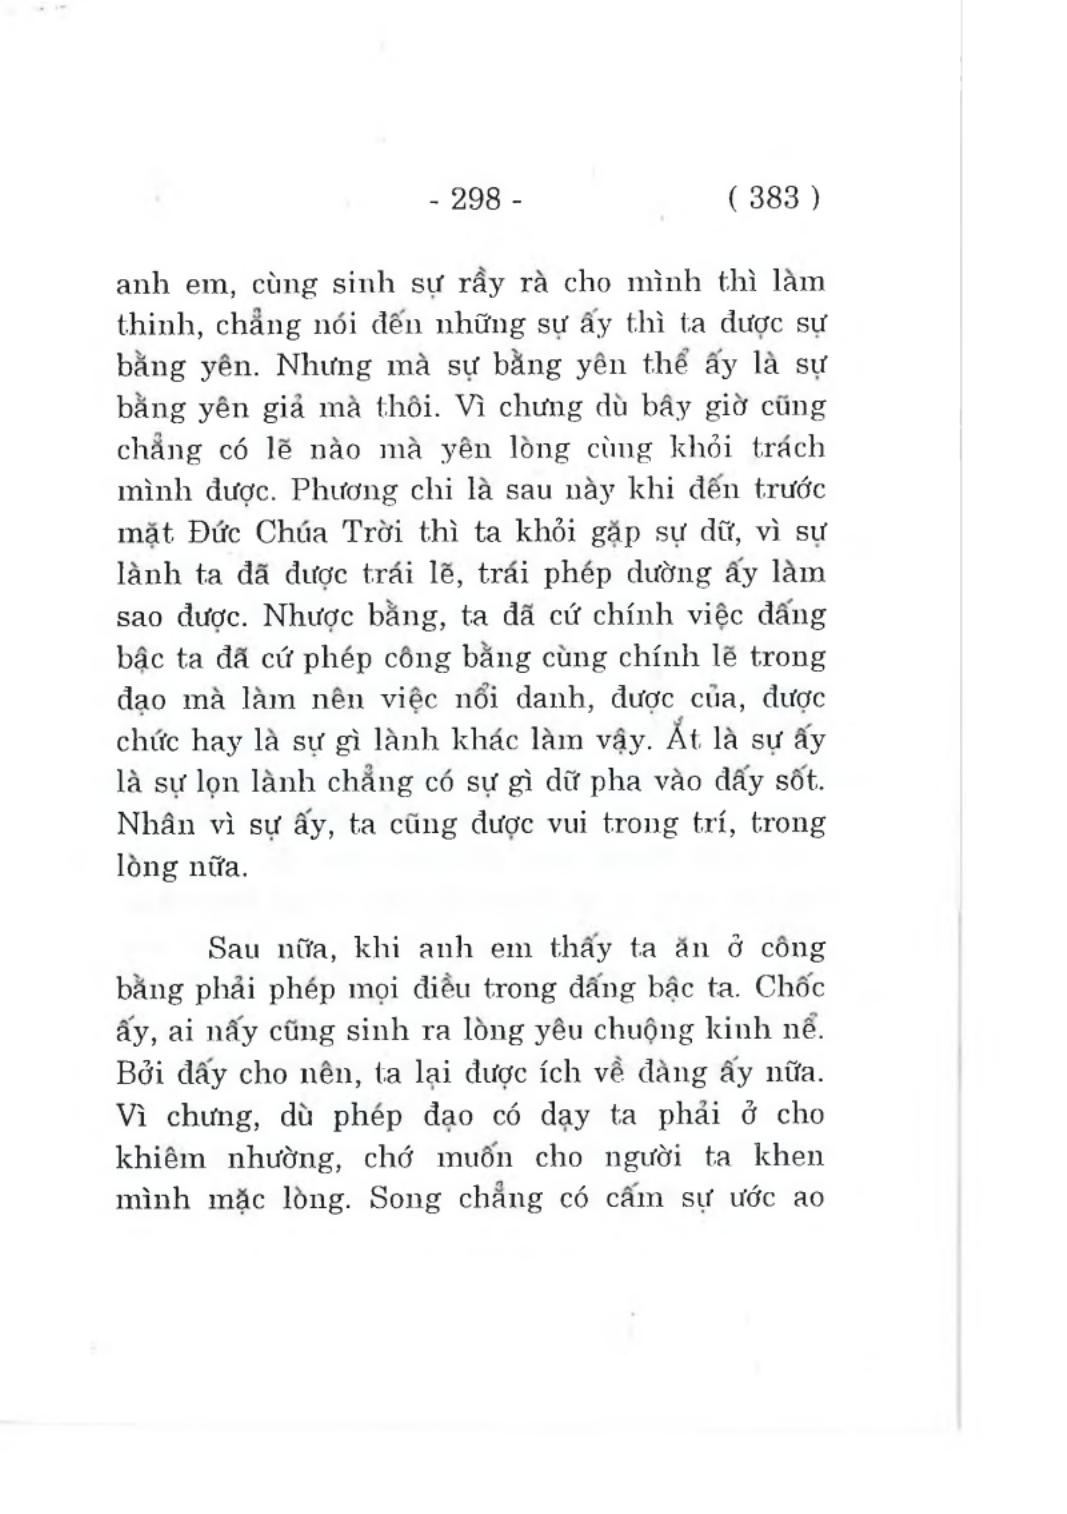 - 298 - ( 383 )
anh em, cùng sinh sự rầy rà cho mình thì làm
thinh, chẳng nói đến những sự ấy thì ta được sự
bằng yên. Nhưng mà sự bằng yên thể ấy là sự
bằng yên giả mà thôi. Vì chưng dù bây giờ cũng
chẳng có lẽ nào mà yên lòng cùng khỏi trách
mình được. Phương chi là sau này khi đến trước
mặt Đức Chúa Trời thì ta khỏi gặp sự dữ, vì sự
lành ta đã được trái lẽ, trái phép dường ấy làm
sao được. Nhược bằng, ta đã cứ chính việc đấng
bậc ta đã cứ phép công bằng cùng chính lẽ trong
đạo mà làm nên việc nổi danh, được của, được
chức hay là sự gì lành khác làm vậy. Ắt là sự ấy
là sự lọn lành chẳng có sự gì dữ pha vào đấy sốt.
Nhân vì sự ấy, ta cũng được vui trong trí, trong
lòng nữa.
Sau nữa, khi anh em thấy ta ăn ở công
bằng phải phép mọi điều trong đấng bậc ta. Chốc
ấy, ai nấy cũng sinh ra lòng yêu chuộng kinh nể.
Bởi đấy cho nên, ta lại được ích về đàng ấy nữa.
Vì chưng, dù phép đạo có dạy ta phải ở cho
khiêm nhường, chớ muốn cho người ta khen
mình mặc lòng. Song chẳng có cấm sự ước ao